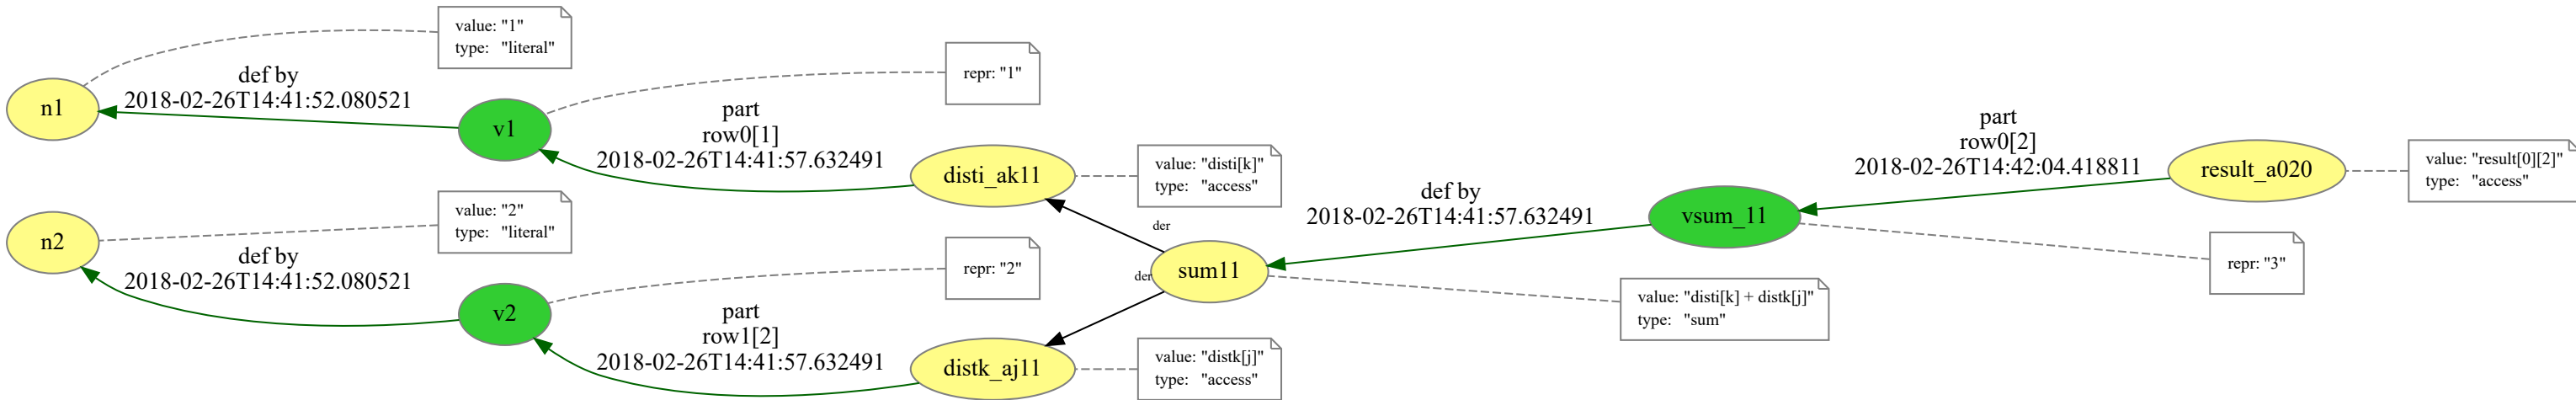 value: "1"
type: "literal"
n1
def by
2018-02-26T14:41:52.080521
v1
repr: "1"
part
row0[1]
2018-02-26T14:41:57.632491
disti_ak11
value: "disti[k]"
type: "access"
n2
value: "2"
type: "literal"
def by
2018-02-26T14:41:52.080521
v2
repr: "2"
part
row1[2]
2018-02-26T14:41:57.632491
distk_aj11
value: "distk[j]"
type: "access"
der
der
sum11
value: "disti[k] + distk[j]"
type: "sum"
def by
2018-02-26T14:41:57.632491
vsum_11
repr: "3"
part
row0[2]
2018-02-26T14:42:04.418811
result_a020
value: "result[0][2]"
type: "access"